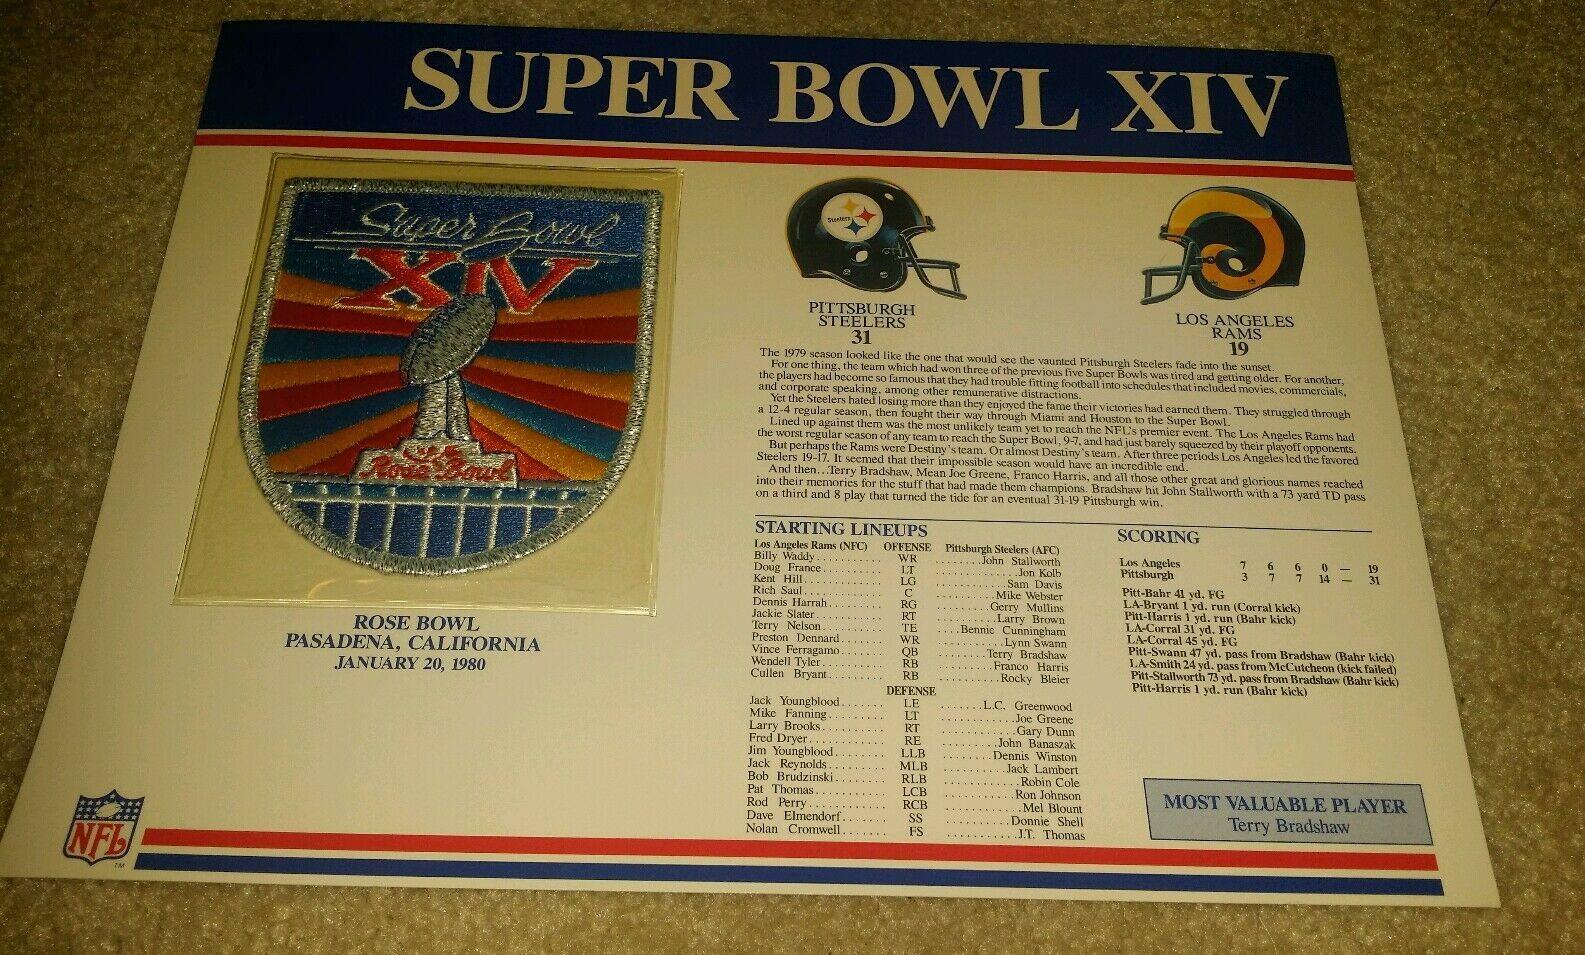 SUPER BOWL XIV
Super Bowl
XIV
Rose Bowl
ROSE BOWL
PASADENA, CALIFORNIA
JANUARY 20, 1980
Steelers
PITTSBURGH
STEELERS
31
LOS ANGELES
RAMS
19
The 1979 season looked like the one that would see the vaunted Pittsburgh Steelers fade into the sunset.
For one thing, the team which had won three of the previous five Super Bowls was tired and getting older. For another,
the players had become so famous that they had trouble fitting football into schedules that included movies, commercials,
and corporate speaking, among other remunerative distractions.
Yet the Steelers hated losing more than they enjoyed the fame their victories had earned them. They struggled through
a 12-4 regular season, then fought their way through Miami and Houston to the Super Bowl.
Lined up against them was the most unlikely team yet to reach the NFL's premier event. The Los Angeles Rams had
the worst regular season of any team to reach the Super Bowl, 9-7, and had just barely squeezed by their playoff opponents.
But perhaps the Rams were Destiny's team. Or almost Destiny's team. After three periods Los Angeles led the favored
Steelers 19-17. It seemed that their impossible season would have an incredible end.
And then...Terry Bradshaw, Mean Joe Greene, Franco Harris, and all those other great and glorious names reached
into their memories for the stuff that had made them champions. Bradshaw hit John Stallworth with a 73 yard TD pass
on a third and 8 play that turned the tide for an eventual 31-19 Pittsburgh win.
STARTING LINEUPS
Los Angeles Rams (NFC) OFFENSE Pittsburgh Steelers (AFC)
Billy Waddy.......... WR ........John Stallworth
Doug France.......... LT ..............Jon Kolb
Kent Hill............ LG ............Sam Davis
Rich Saul............ C ..........Mike Webster
Dennis Harrah........ RG .........Gerry Mullins
Jackie Slater......... RT ..........Larry Brown
Terry Nelson......... TE ....Bennie Cunningham
Preston Dennard...... WR ...........Lynn Swann
Vince Ferragamo...... QB ........Terry Bradshaw
Wendell Tyler......... RB .........Franco Harris
Cullen Bryant......... RB ..........Rocky Bleier
DEFENSE
Jack Youngblood....... LE .......L.C. Greenwood
Mike Fanning......... LT ............Joe Greene
Larry Brooks.......... RT ............Gary Dunn
Fred Dryer............ RE .........John Banaszak
Jim Youngblood........ LLB ........Dennis Winston
Jack Reynolds......... MLB ..........Jack Lambert
Bob Brudzinski........ RLB ............Robin Cole
Pat Thomas........... LCB ...........Ron Johnson
Rod Perry............ RCB ............Mel Blount
Dave Elmendorf....... SS ..........Donnie Shell
Nolan Cromwell....... FS ...........J.T. Thomas
SCORING
Los Angeles 7 6 6 0 — 19
Pittsburgh 3 7 7 14 — 31
Pitt-Bahr 41 yd. FG
LA-Bryant 1 yd. run (Corral kick)
Pitt-Harris 1 yd. run (Bahr kick)
LA-Corral 31 yd. FG
LA-Corral 45 yd. FG
Pitt-Swann 47 yd. pass from Bradshaw (Bahr kick)
LA-Smith 24 yd. pass from McCutcheon (kick failed)
Pitt-Stallworth 73 yd. pass from Bradshaw (Bahr kick)
Pitt-Harris 1 yd. run (Bahr kick)
MOST VALUABLE PLAYER
Terry Bradshaw
NFL
TM